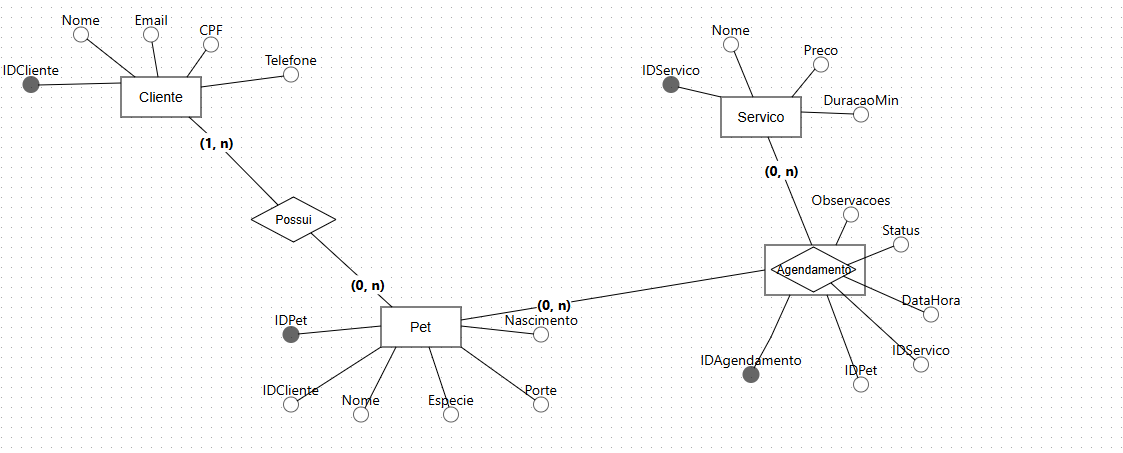 Nome
Email
CPF
IDCliente
Telefone
Cliente
(1, n)
Possui
(0, n)
IDPet
Pet
Nascimento
IDCliente
Nome
Especie
Porte
(0, n)
Nome
Preco
IDServico
DuracaoMin
Servico
(0, n)
Observacoes
Status
Agendamento
DataHora
IDServico
IDAgendamento
IDPet